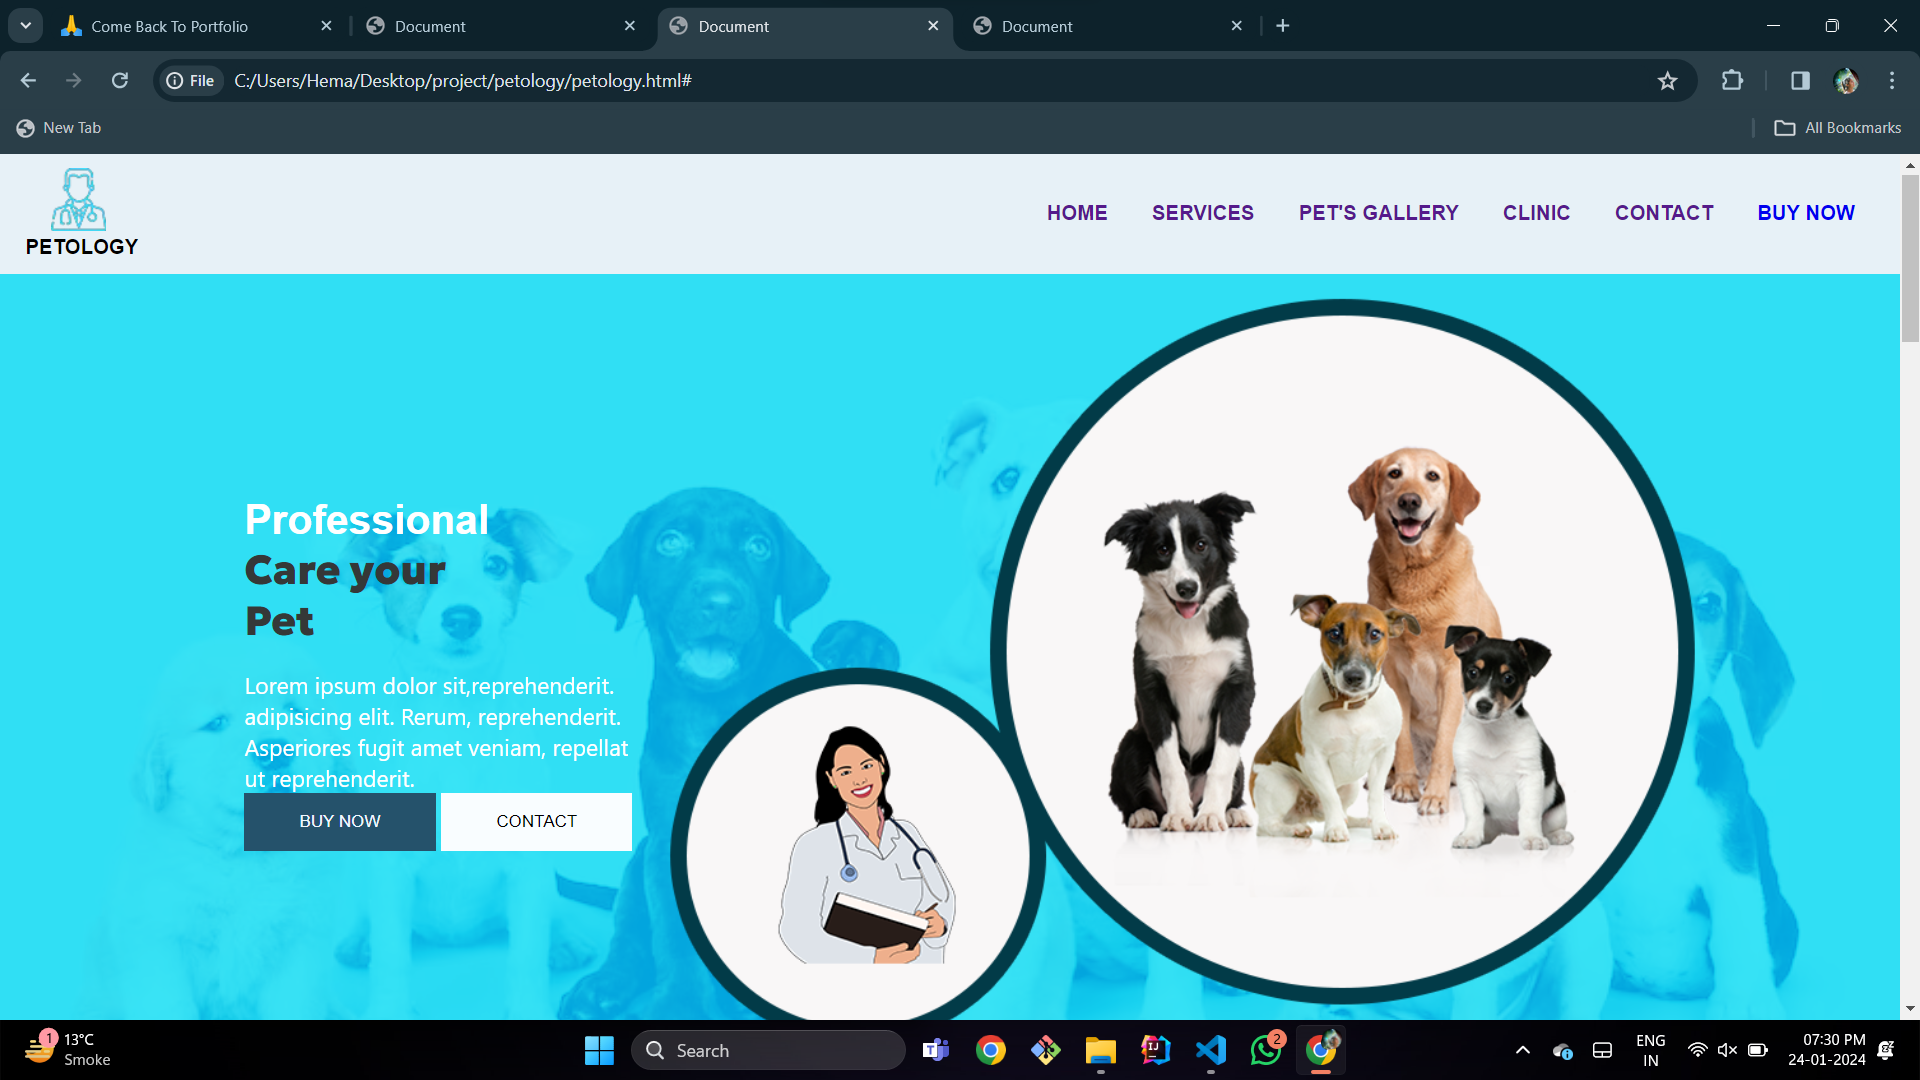 Come Back To Portfolio
Document
Document
Document
File
C:/Users/Hema/Desktop/project/petology/petology.html#
New Tab
All Bookmarks
PETOLOGY
HOME
SERVICES
PET'S GALLERY
CLINIC
CONTACT
BUY NOW
Professional
Care your
Pet
Lorem ipsum dolor sit,reprehenderit.
adipisicing elit. Rerum, reprehenderit.
Asperiores fugit amet veniam, repellat
ut reprehenderit.
BUY NOW
CONTACT
1
13°C
Smoke
Search
2
ENG
IN
07:30 PM
24-01-2024